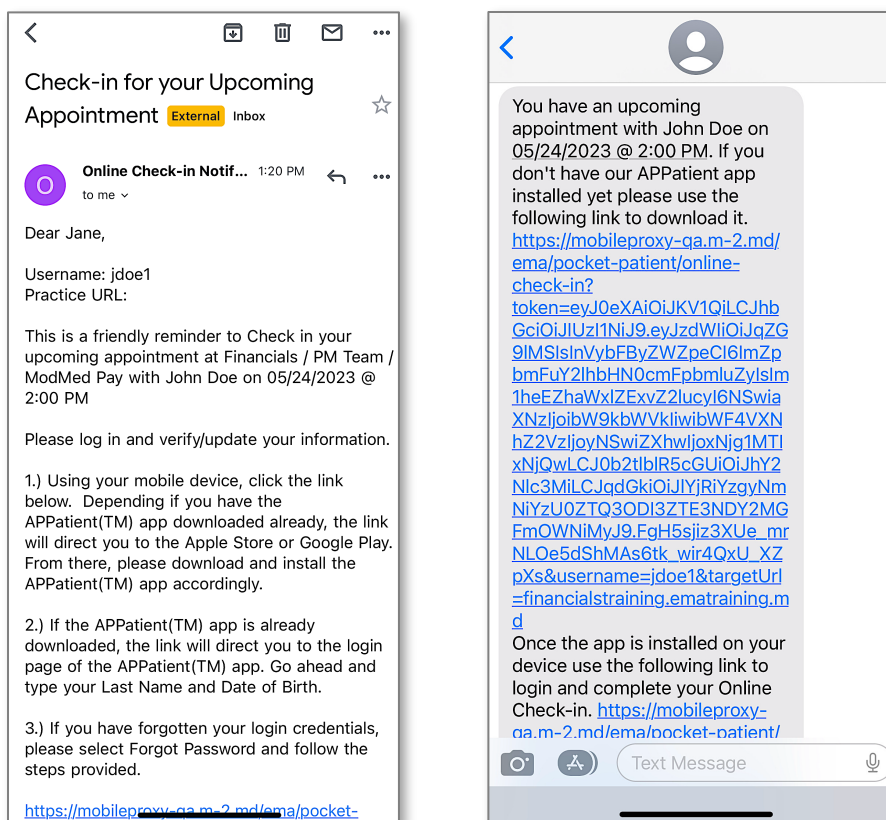 Check-in for your Upcoming
Appointment External Inbox
Online Check-in Notif... 1:20 PM
O
to me
Dear Jane,
Username: jdoe1
Practice URL:
This is a friendly reminder to Check in your
upcoming appointment at Financials / PM Team /
ModMed Pay with John Doe on 05/24/2023 @
2:00 PM
Please log in and verify/update your information.
1.) Using your mobile device, click the link
below.  Depending if you have the
APPatient(TM) app downloaded already, the link
will direct you to the Apple Store or Google Play.
From there, please download and install the
APPatient(TM) app accordingly.
2.) If the APPatient(TM) app is already
downloaded, the link will direct you to the login
page of the APPatient(TM) app. Go ahead and
type your Last Name and Date of Birth.
3.) If you have forgotten your login credentials,
please select Forgot Password and follow the
steps provided.
https://mobileproxy-qa.m-2.md/ema/pocket-
You have an upcoming
appointment with John Doe on
05/24/2023 @ 2:00 PM. If you
don't have our APPatient app
installed yet please use the
following link to download it.
https://mobileproxy-qa.m-2.md/
ema/pocket-patient/online-
check-in?
token=eyJ0eXAiOiJKV1QiLCJhb
GciOiJIUzI1NiJ9.eyJzdWIiOiJqZG
9lMSIsInVybFByZWZpeCI6ImZp
bmFuY2lhbHN0cmFpbmluZyIsIm
1heEZhaWxlZExvZ2lucyI6NSwia
XNzIjoibW9kbWVkIiwibWF4VXN
hZ2VzIjoyNSwiZXhwIjoxNjg1MTI
xNjQwLCJ0b2tlblR5cGUiOiJhY2
Nlc3MiLCJqdGkiOiJlYjRiYzgyNm
NiYzU0ZTQ3ODI3ZTE3NDY2MG
FmOWNiMyJ9.FgH5sjiz3XUe_mr
NLOe5dShMAs6tk_wir4QxU_XZ
pXs&username=jdoe1&targetUrl
=financialstraining.ematraining.m
d
Once the app is installed on your
device use the following link to
login and complete your Online
Check-in. https://mobileproxy-
qa.m-2.md/ema/pocket-patient/
Text Message